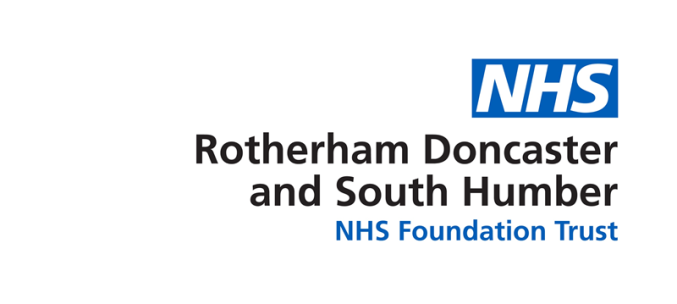 NHS
Rotherham Doncaster
and South Humber
NHS Foundation Trust